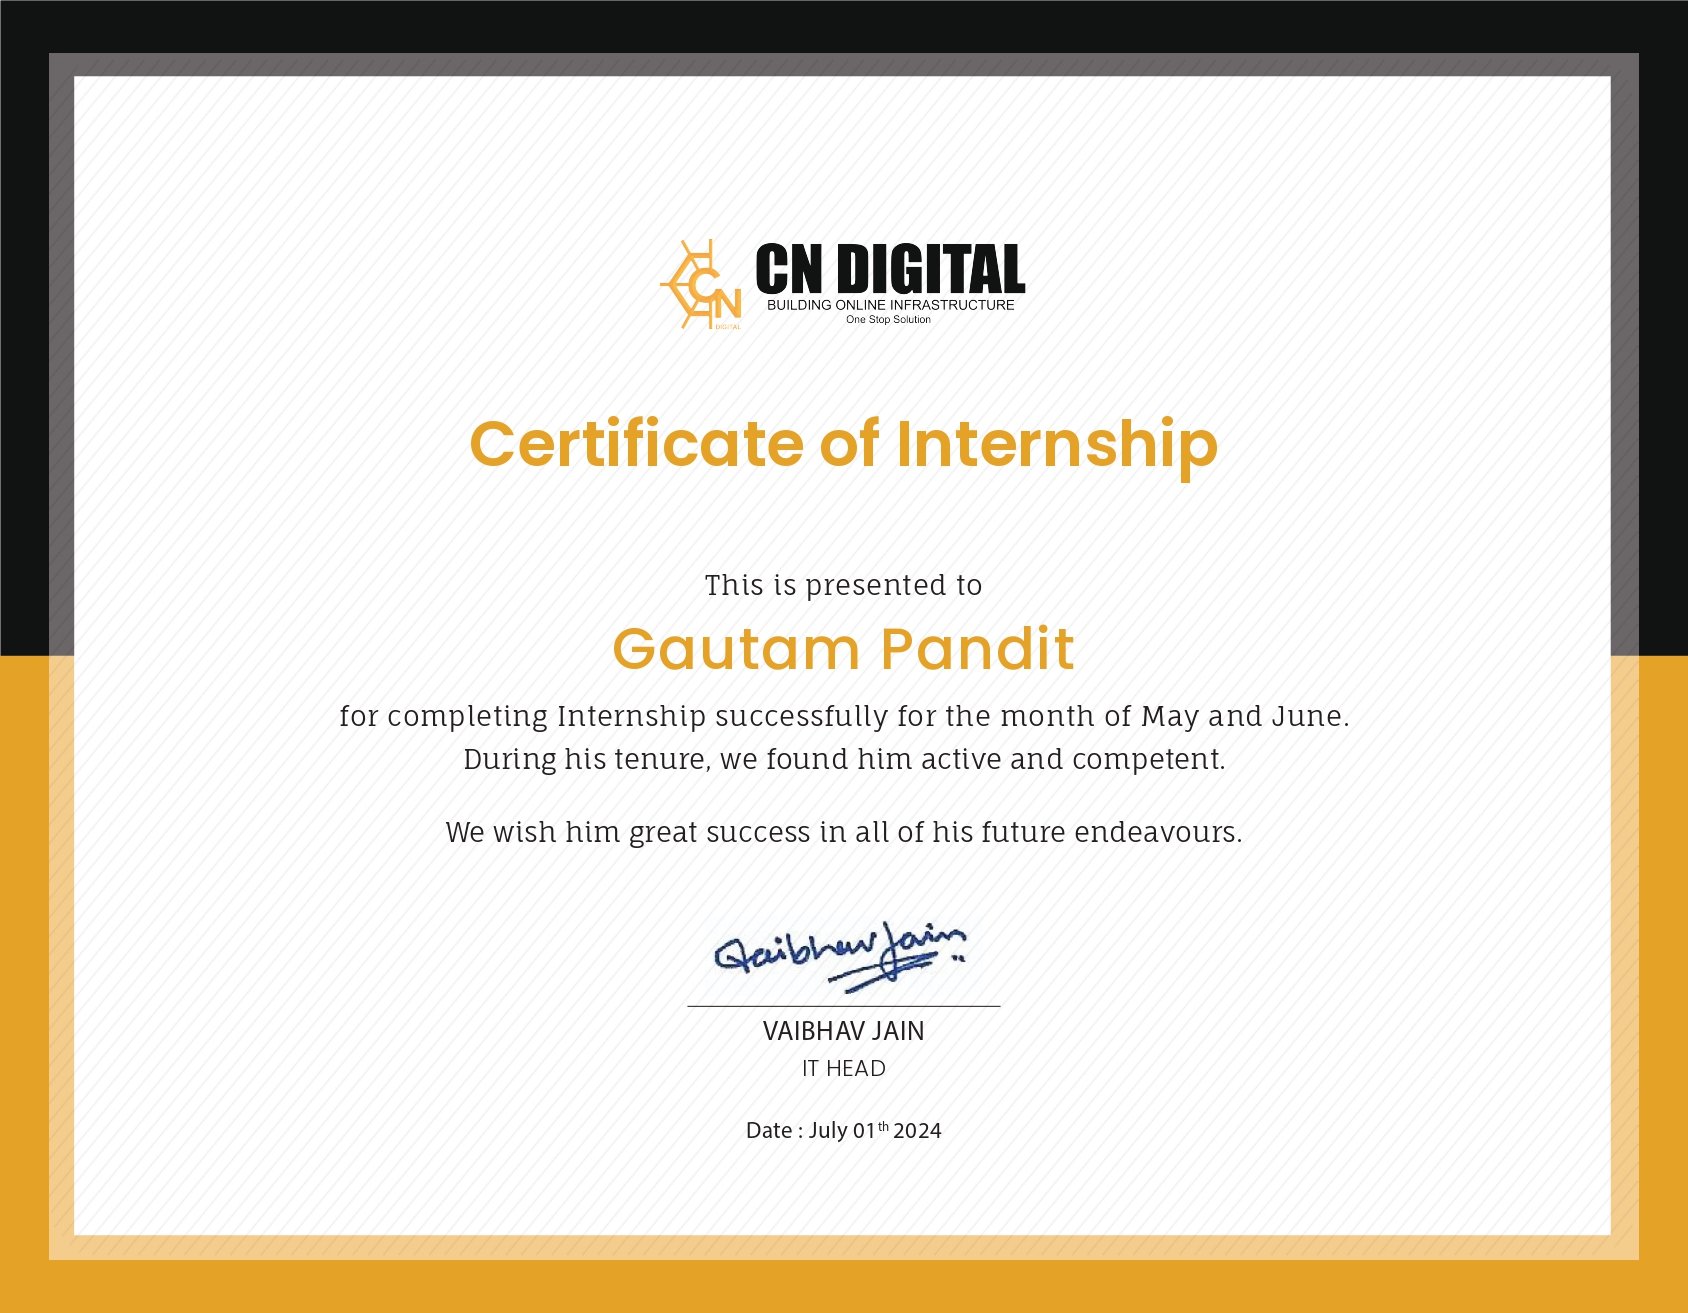 CN
DIGITAL
CN DIGITAL
BUILDING ONLINE INFRASTRUCTURE
One Stop Solution
Certificate of Internship
This is presented to
Gautam Pandit
for completing Internship successfully for the month of May and June.
During his tenure, we found him active and competent.
We wish him great success in all of his future endeavours.
Vaibhav Jain
VAIBHAV JAIN
IT HEAD
Date : July 01th 2024